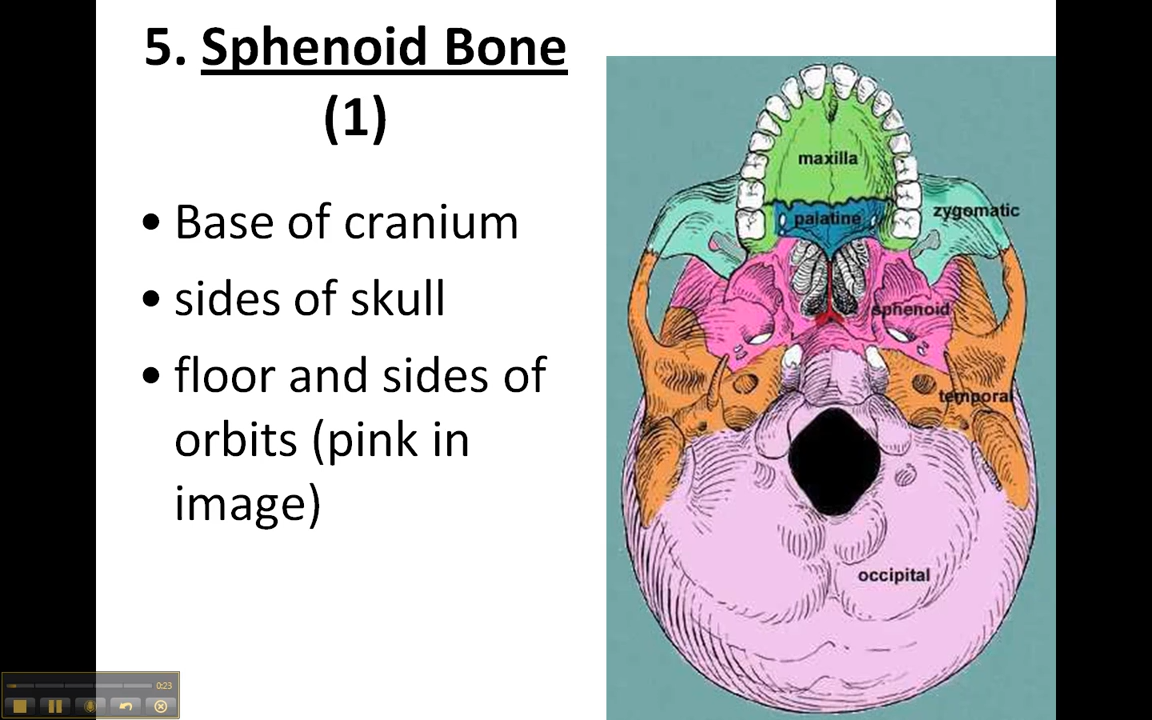 5. Sphenoid Bone
(1)
• Base of cranium
• sides of skull
• floor and sides of
orbits (pink in
image)
maxilla
palatine
zygomatic
sphenoid
temporal
occipital
0:23